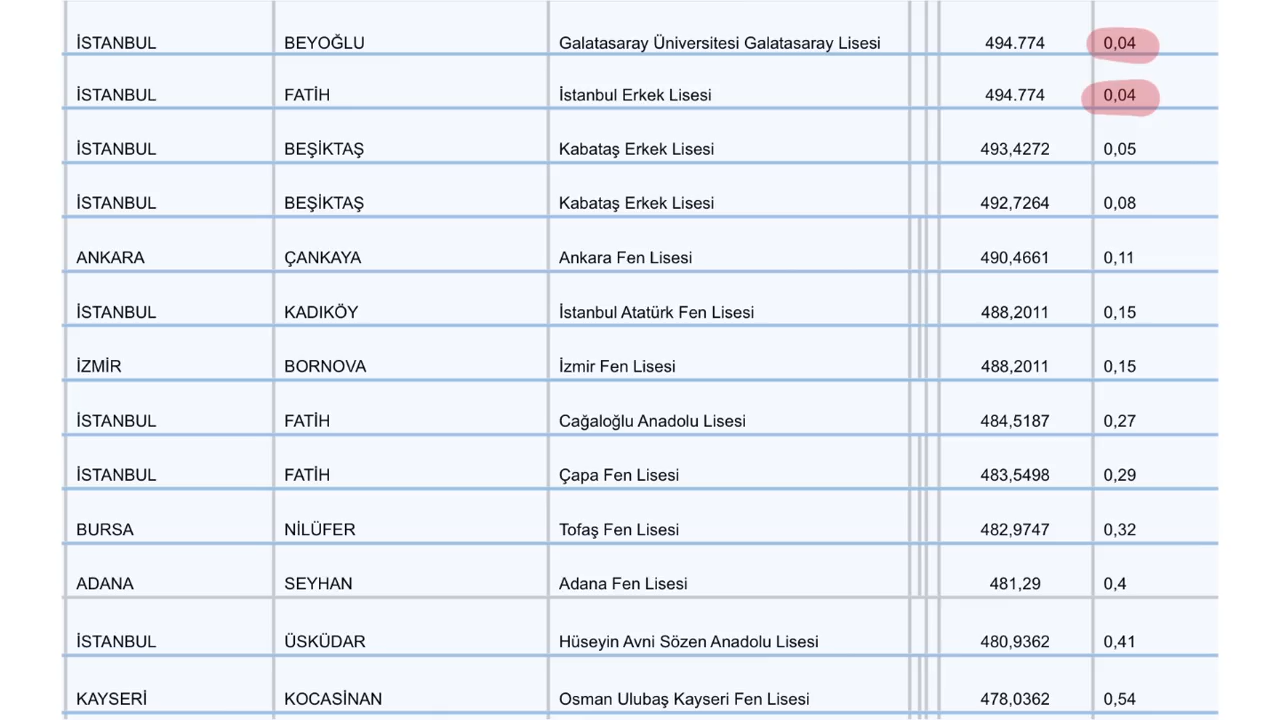 İSTANBUL BEYOĞLU Galatasaray Üniversitesi Galatasaray Lisesi 494.774 0,04
İSTANBUL FATİH İstanbul Erkek Lisesi 494.774 0,04
İSTANBUL BEŞİKTAŞ Kabataş Erkek Lisesi 493,4272 0,05
İSTANBUL BEŞİKTAŞ Kabataş Erkek Lisesi 492,7264 0,08
ANKARA ÇANKAYA Ankara Fen Lisesi 490,4661 0,11
İSTANBUL KADIKÖY İstanbul Atatürk Fen Lisesi 488,2011 0,15
İZMİR BORNOVA İzmir Fen Lisesi 488,2011 0,15
İSTANBUL FATİH Cağaloğlu Anadolu Lisesi 484,5187 0,27
İSTANBUL FATİH Çapa Fen Lisesi 483,5498 0,29
BURSA NİLÜFER Tofaş Fen Lisesi 482,9747 0,32
ADANA SEYHAN Adana Fen Lisesi 481,29 0,4
İSTANBUL ÜSKÜDAR Hüseyin Avni Sözen Anadolu Lisesi 480,9362 0,41
KAYSERİ KOCASİNAN Osman Ulubaş Kayseri Fen Lisesi 478,0362 0,54